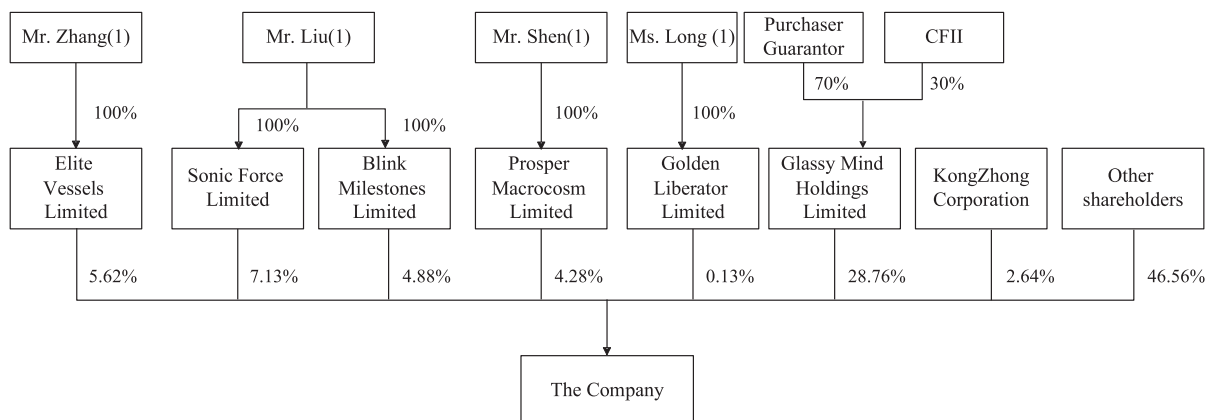 Mr. Zhang(1)
Mr. Liu(1)
Mr. Shen(1)
Ms. Long (1)
Purchaser
Guarantor
CFII
70%
30%
100%
100%
100%
100%
100%
Elite
Vessels
Limited
Sonic Force
Limited
Blink
Milestones
Limited
Prosper
Macrocosm
Limited
Golden
Liberator
Limited
Glassy Mind
Holdings
Limited
KongZhong
Corporation
Other
shareholders
5.62%
7.13%
4.88%
4.28%
0.13%
28.76%
2.64%
46.56%
The Company